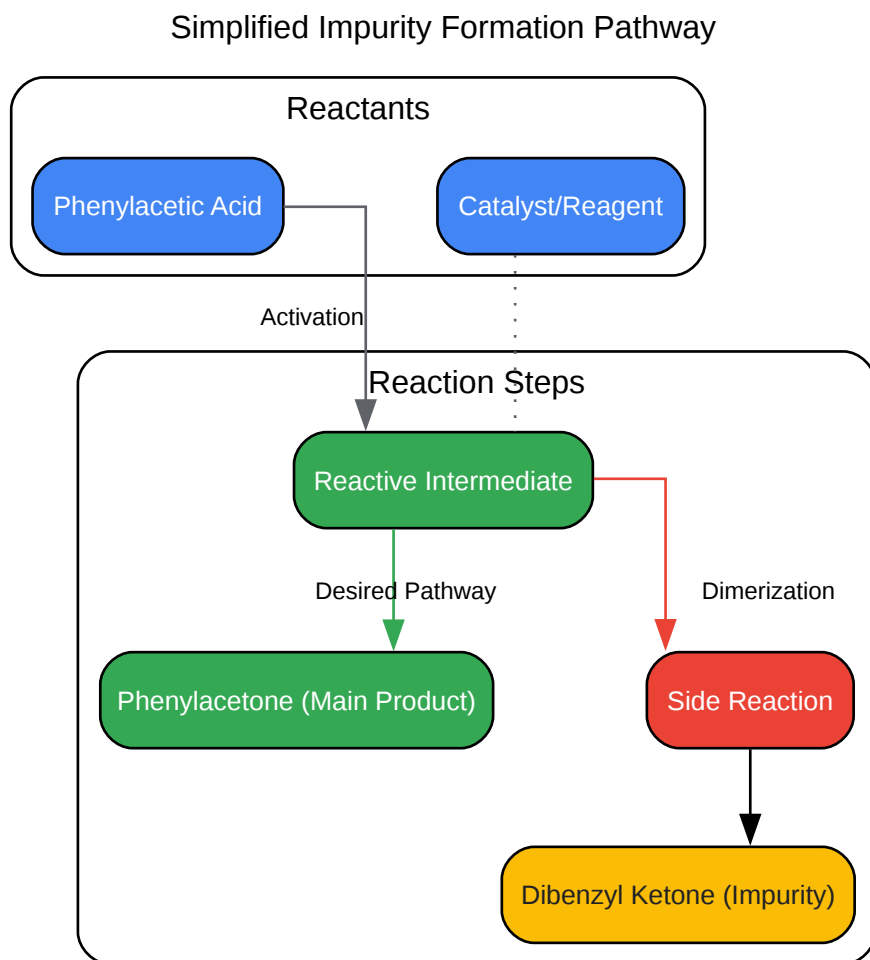 Simplified Impurity Formation Pathway
Reactants
Phenylacetic Acid
Catalyst/Reagent
Activation
Reaction Steps
Reactive Intermediate
Desired Pathway
Dimerization
Phenylacetone (Main Product)
Side Reaction
Dibenzyl Ketone (Impurity)